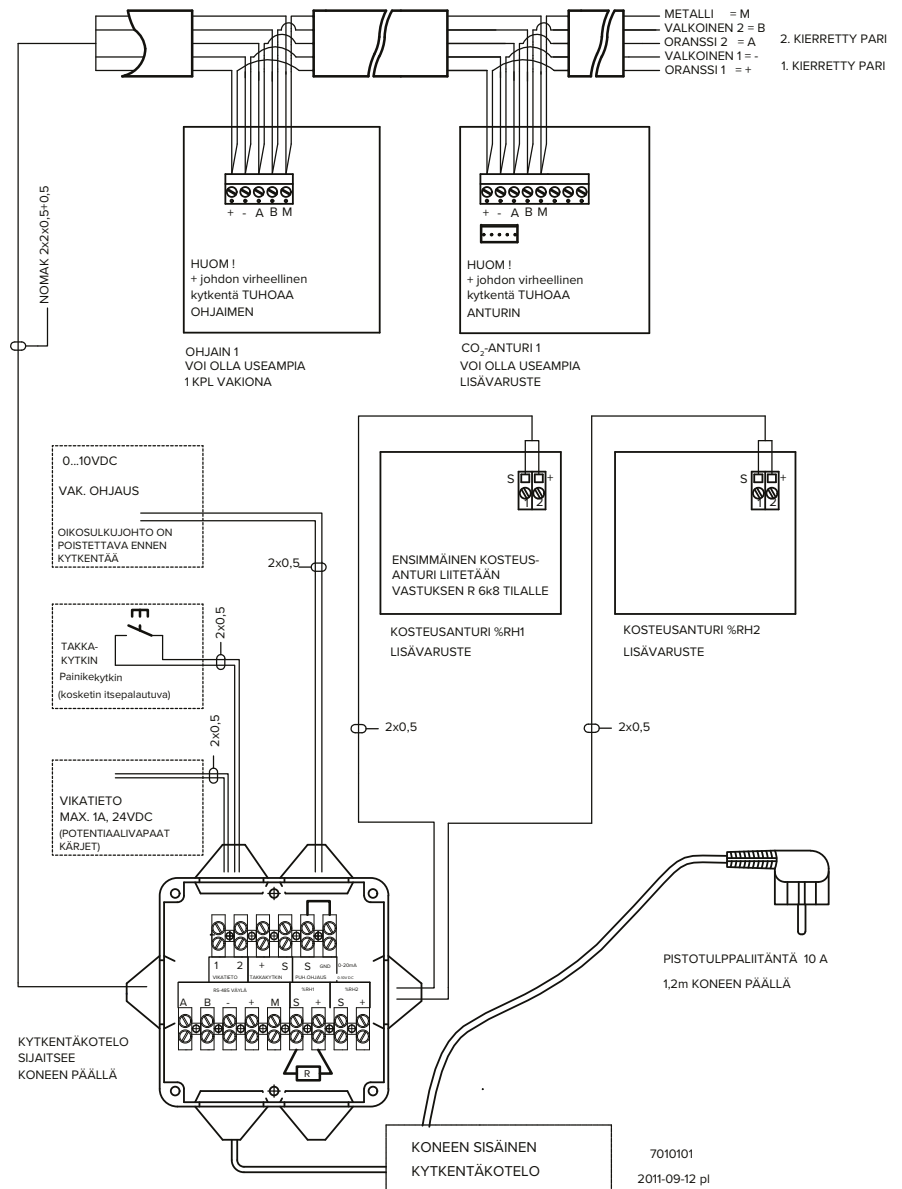 METALLI = M
VALKOINEN 2 = B
ORANSSI 2 = A
VALKOINEN 1 = -
ORANSSI 1 = +
2. KIERRETTY PARI
1. KIERRETTY PARI
NOMAK 2x2x0,5+0,5
+ - A B M
HUOM !
+ johdon virheellinen
kytkentä TUHOAA
OHJAIMEN
OHJAIN 1
VOI OLLA USEAMPIA
1 KPL VAKIONA
+ - A B M
HUOM !
+ johdon virheellinen
kytkentä TUHOAA
ANTURIN
CO2-ANTURI 1
VOI OLLA USEAMPIA
LISÄVARUSTE
0...10VDC
VAK. OHJAUS
OIKOSULKUJOHTO ON
POISTETTAVA ENNEN
KYTKENTÄÄ
2x0,5
TAKKA-
KYTKIN
Painikekytkin
(kosketin itsepalautuva)
2x0,5
VIKATIETO
MAX. 1A, 24VDC
(POTENTIAALIVAPAAT
KÄRJET)
2x0,5
S +
1 2
ENSIMMÄINEN KOSTEUS-
ANTURI LIITETÄÄN
VASTUKSEN R 6k8 TILALLE
KOSTEUSANTURI %RH1
LISÄVARUSTE
2x0,5
S +
1 2
KOSTEUSANTURI %RH2
LISÄVARUSTE
2x0,5
1 2 + S S GND 0-20mA
VIKATIETO TAKKAKYTKIN PUH.OHJAUS 0-10VDC
RS-485 VÄYLÄ %RH1 %RH2
A B - + M S + S +
R
KYTKENTÄKOTELO
SIJAITSEE
KONEEN PÄÄLLÄ
PISTOTULPPALIITÄNTÄ 10 A
1,2m KONEEN PÄÄLLÄ
KONEEN SISÄINEN
KYTKENTÄKOTELO
7010101
2011-09-12 pl